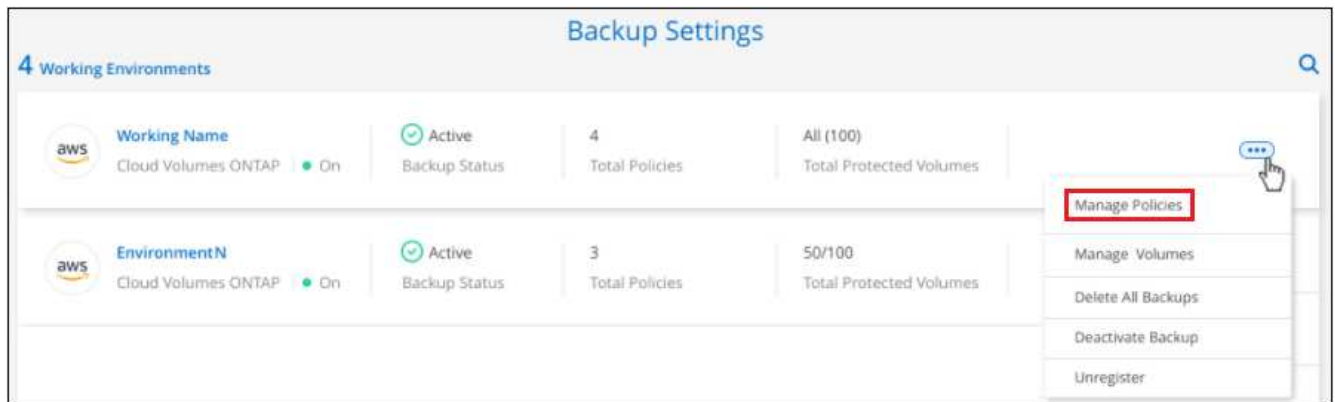 Backup Settings
4 Working Environments
aws
Working Name
Cloud Volumes ONTAP
On
Active
Backup Status
4
Total Policies
All (100)
Total Protected Volumes
Manage Policies
Manage Volumes
Delete All Backups
Deactivate Backup
Unregister
aws
EnvironmentN
Cloud Volumes ONTAP
On
Active
Backup Status
3
Total Policies
50/100
Total Protected Volumes